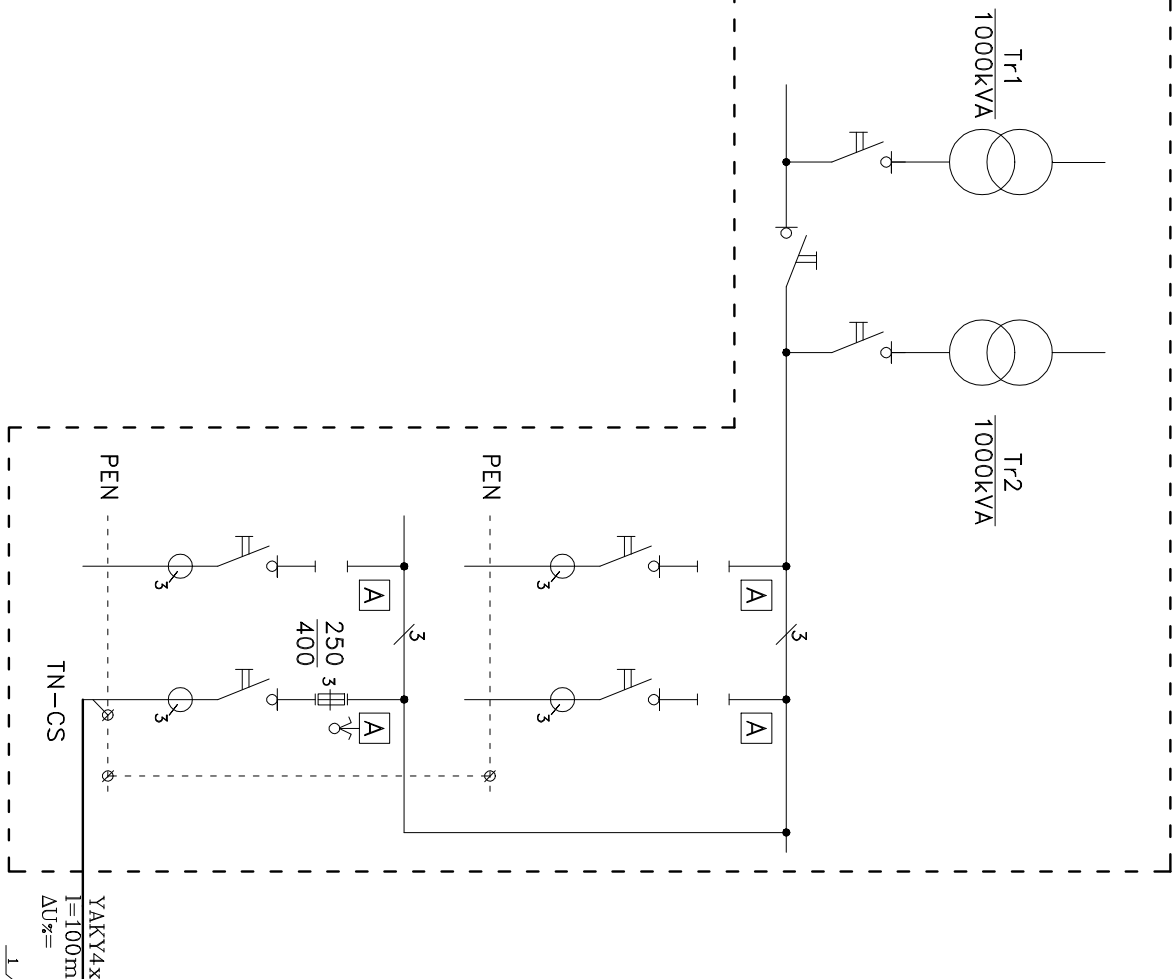 Tr1
1000kVA
Tr2
1000kVA
PEN
PEN
A
A
3
3
3
3
250
400
3
A
A
3
3
3
TN-CS
YAKY4x
l=100m
ΔU%=
1